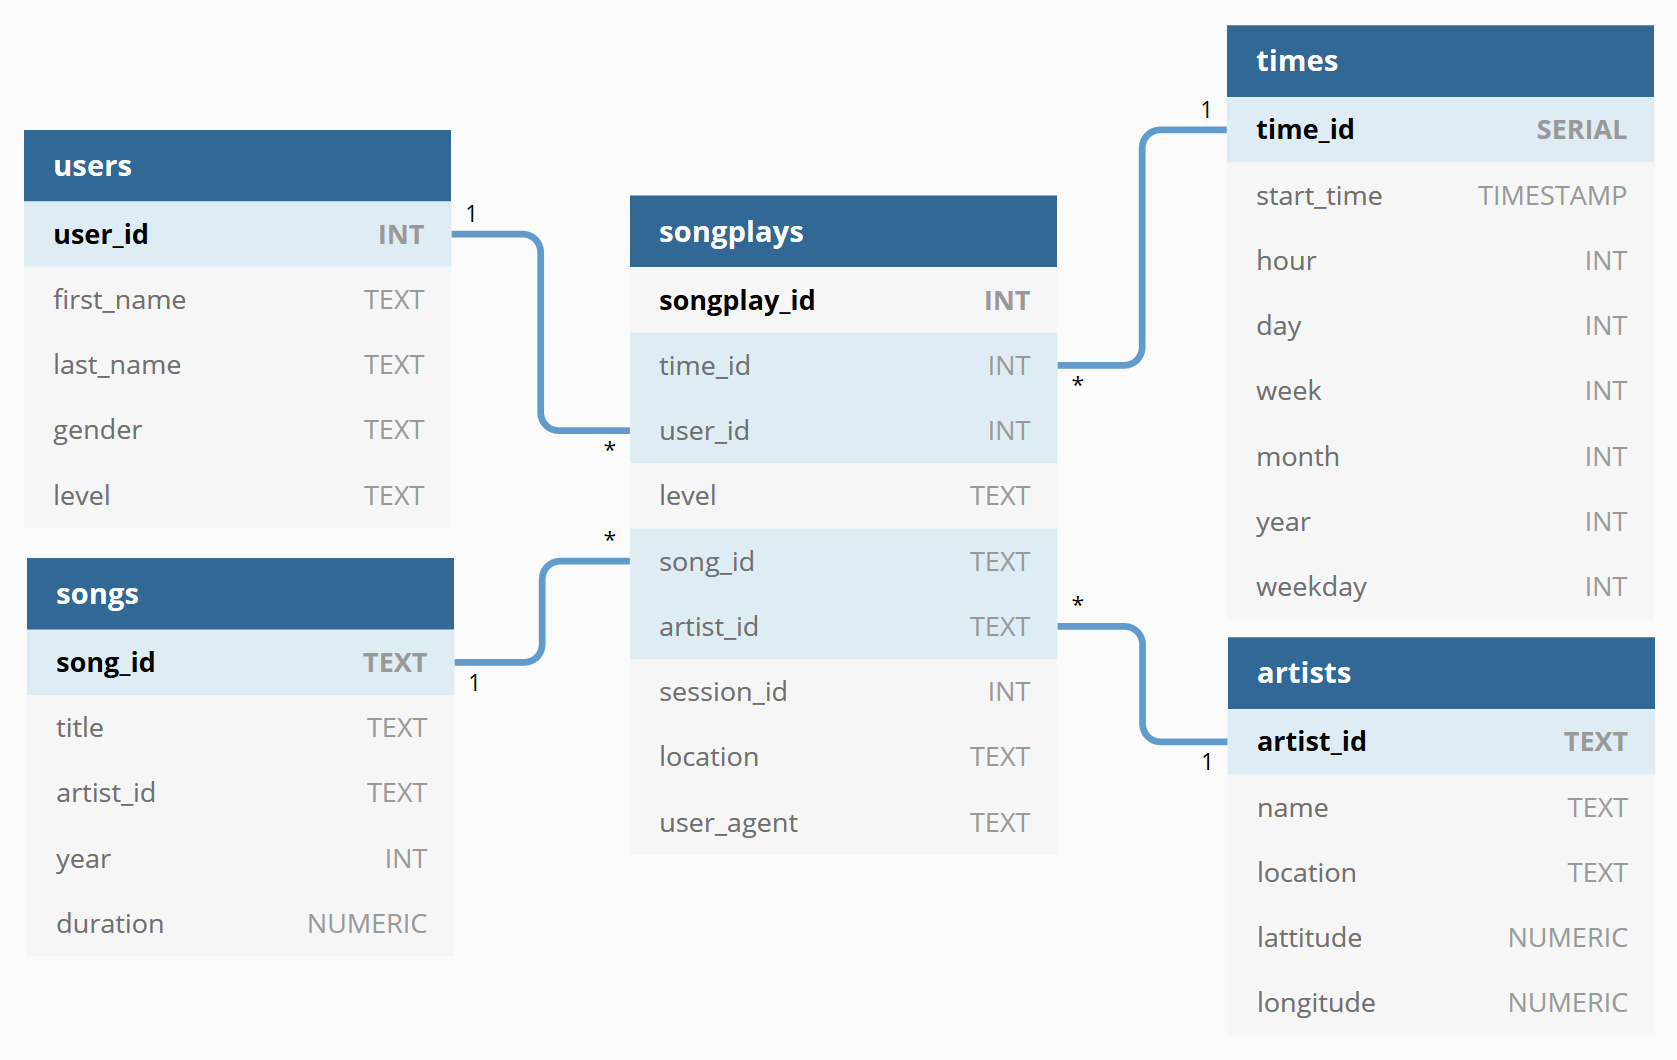 users
user_id INT
first_name TEXT
last_name TEXT
gender TEXT
level TEXT
1
*
songs
song_id TEXT
title TEXT
artist_id TEXT
year INT
duration NUMERIC
*
1
songplays
songplay_id INT
time_id INT
user_id INT
level TEXT
song_id TEXT
artist_id TEXT
session_id INT
location TEXT
user_agent TEXT
1
*
times
time_id SERIAL
start_time TIMESTAMP
hour INT
day INT
week INT
month INT
year INT
weekday INT
*
1
artists
artist_id TEXT
name TEXT
location TEXT
lattitude NUMERIC
longitude NUMERIC